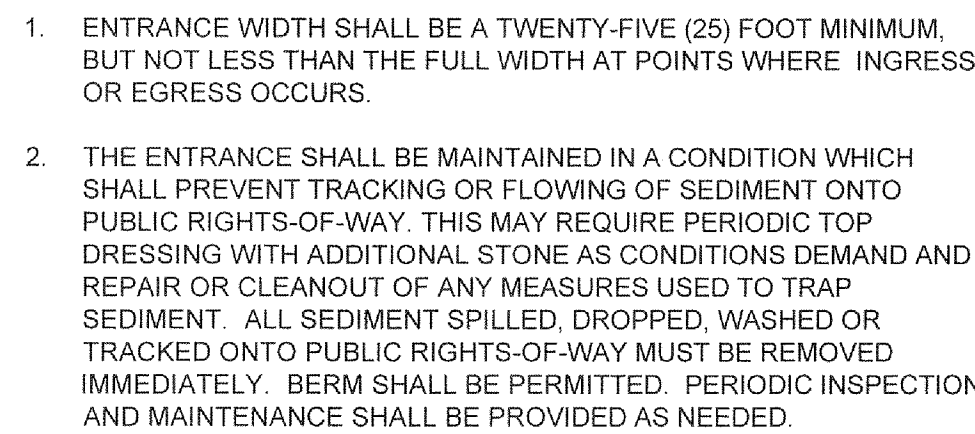 1. ENTRANCE WIDTH SHALL BE A TWENTY-FIVE (25) FOOT MINIMUM,
BUT NOT LESS THAN THE FULL WIDTH AT POINTS WHERE INGRESS
OR EGRESS OCCURS.
2. THE ENTRANCE SHALL BE MAINTAINED IN A CONDITION WHICH
SHALL PREVENT TRACKING OR FLOWING OF SEDIMENT ONTO
PUBLIC RIGHTS-OF-WAY. THIS MAY REQUIRE PERIODIC TOP
DRESSING WITH ADDITIONAL STONE AS CONDITIONS DEMAND AND
REPAIR OR CLEANOUT OF ANY MEASURES USED TO TRAP
SEDIMENT. ALL SEDIMENT SPILLED, DROPPED, WASHED OR
TRACKED ONTO PUBLIC RIGHTS-OF-WAY MUST BE REMOVED
IMMEDIATELY. BERM SHALL BE PERMITTED. PERIODIC INSPECTION
AND MAINTENANCE SHALL BE PROVIDED AS NEEDED.